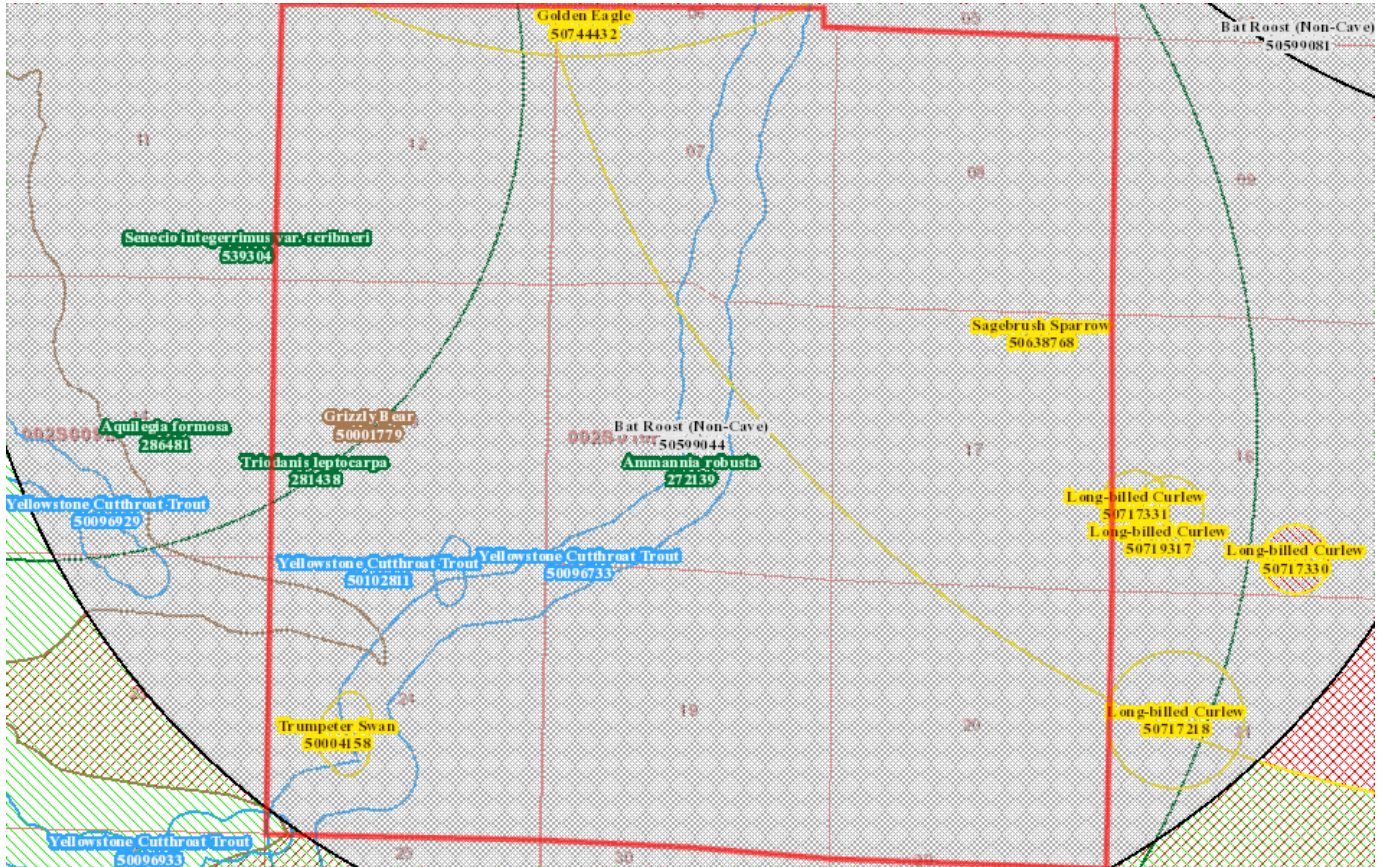 06
05
Golden Eagle
50744432
Bat Roost (Non-Cave)
50599081
11
12
07
08
09
Senecio integerrimus var. scribneri
539304
Sagebrush Sparrow
50638768
Grizzly Bear
50001779
Aquilegia formosa
286481
14
Bat Roost (Non-Cave)
50599044
17
16
Triodanis leptocarpa
281438
Ammannia robusta
272139
Yellowstone Cutthroat Trout
50096929
Long-billed Curlew
50717331
Long-billed Curlew
50719317
Long-billed Curlew
50717330
Yellowstone Cutthroat Trout
50102811
Yellowstone Cutthroat Trout
50096733
24
19
20
21
Trumpeter Swan
50004158
Long-billed Curlew
50717218
Yellowstone Cutthroat Trout
50096933
25
30